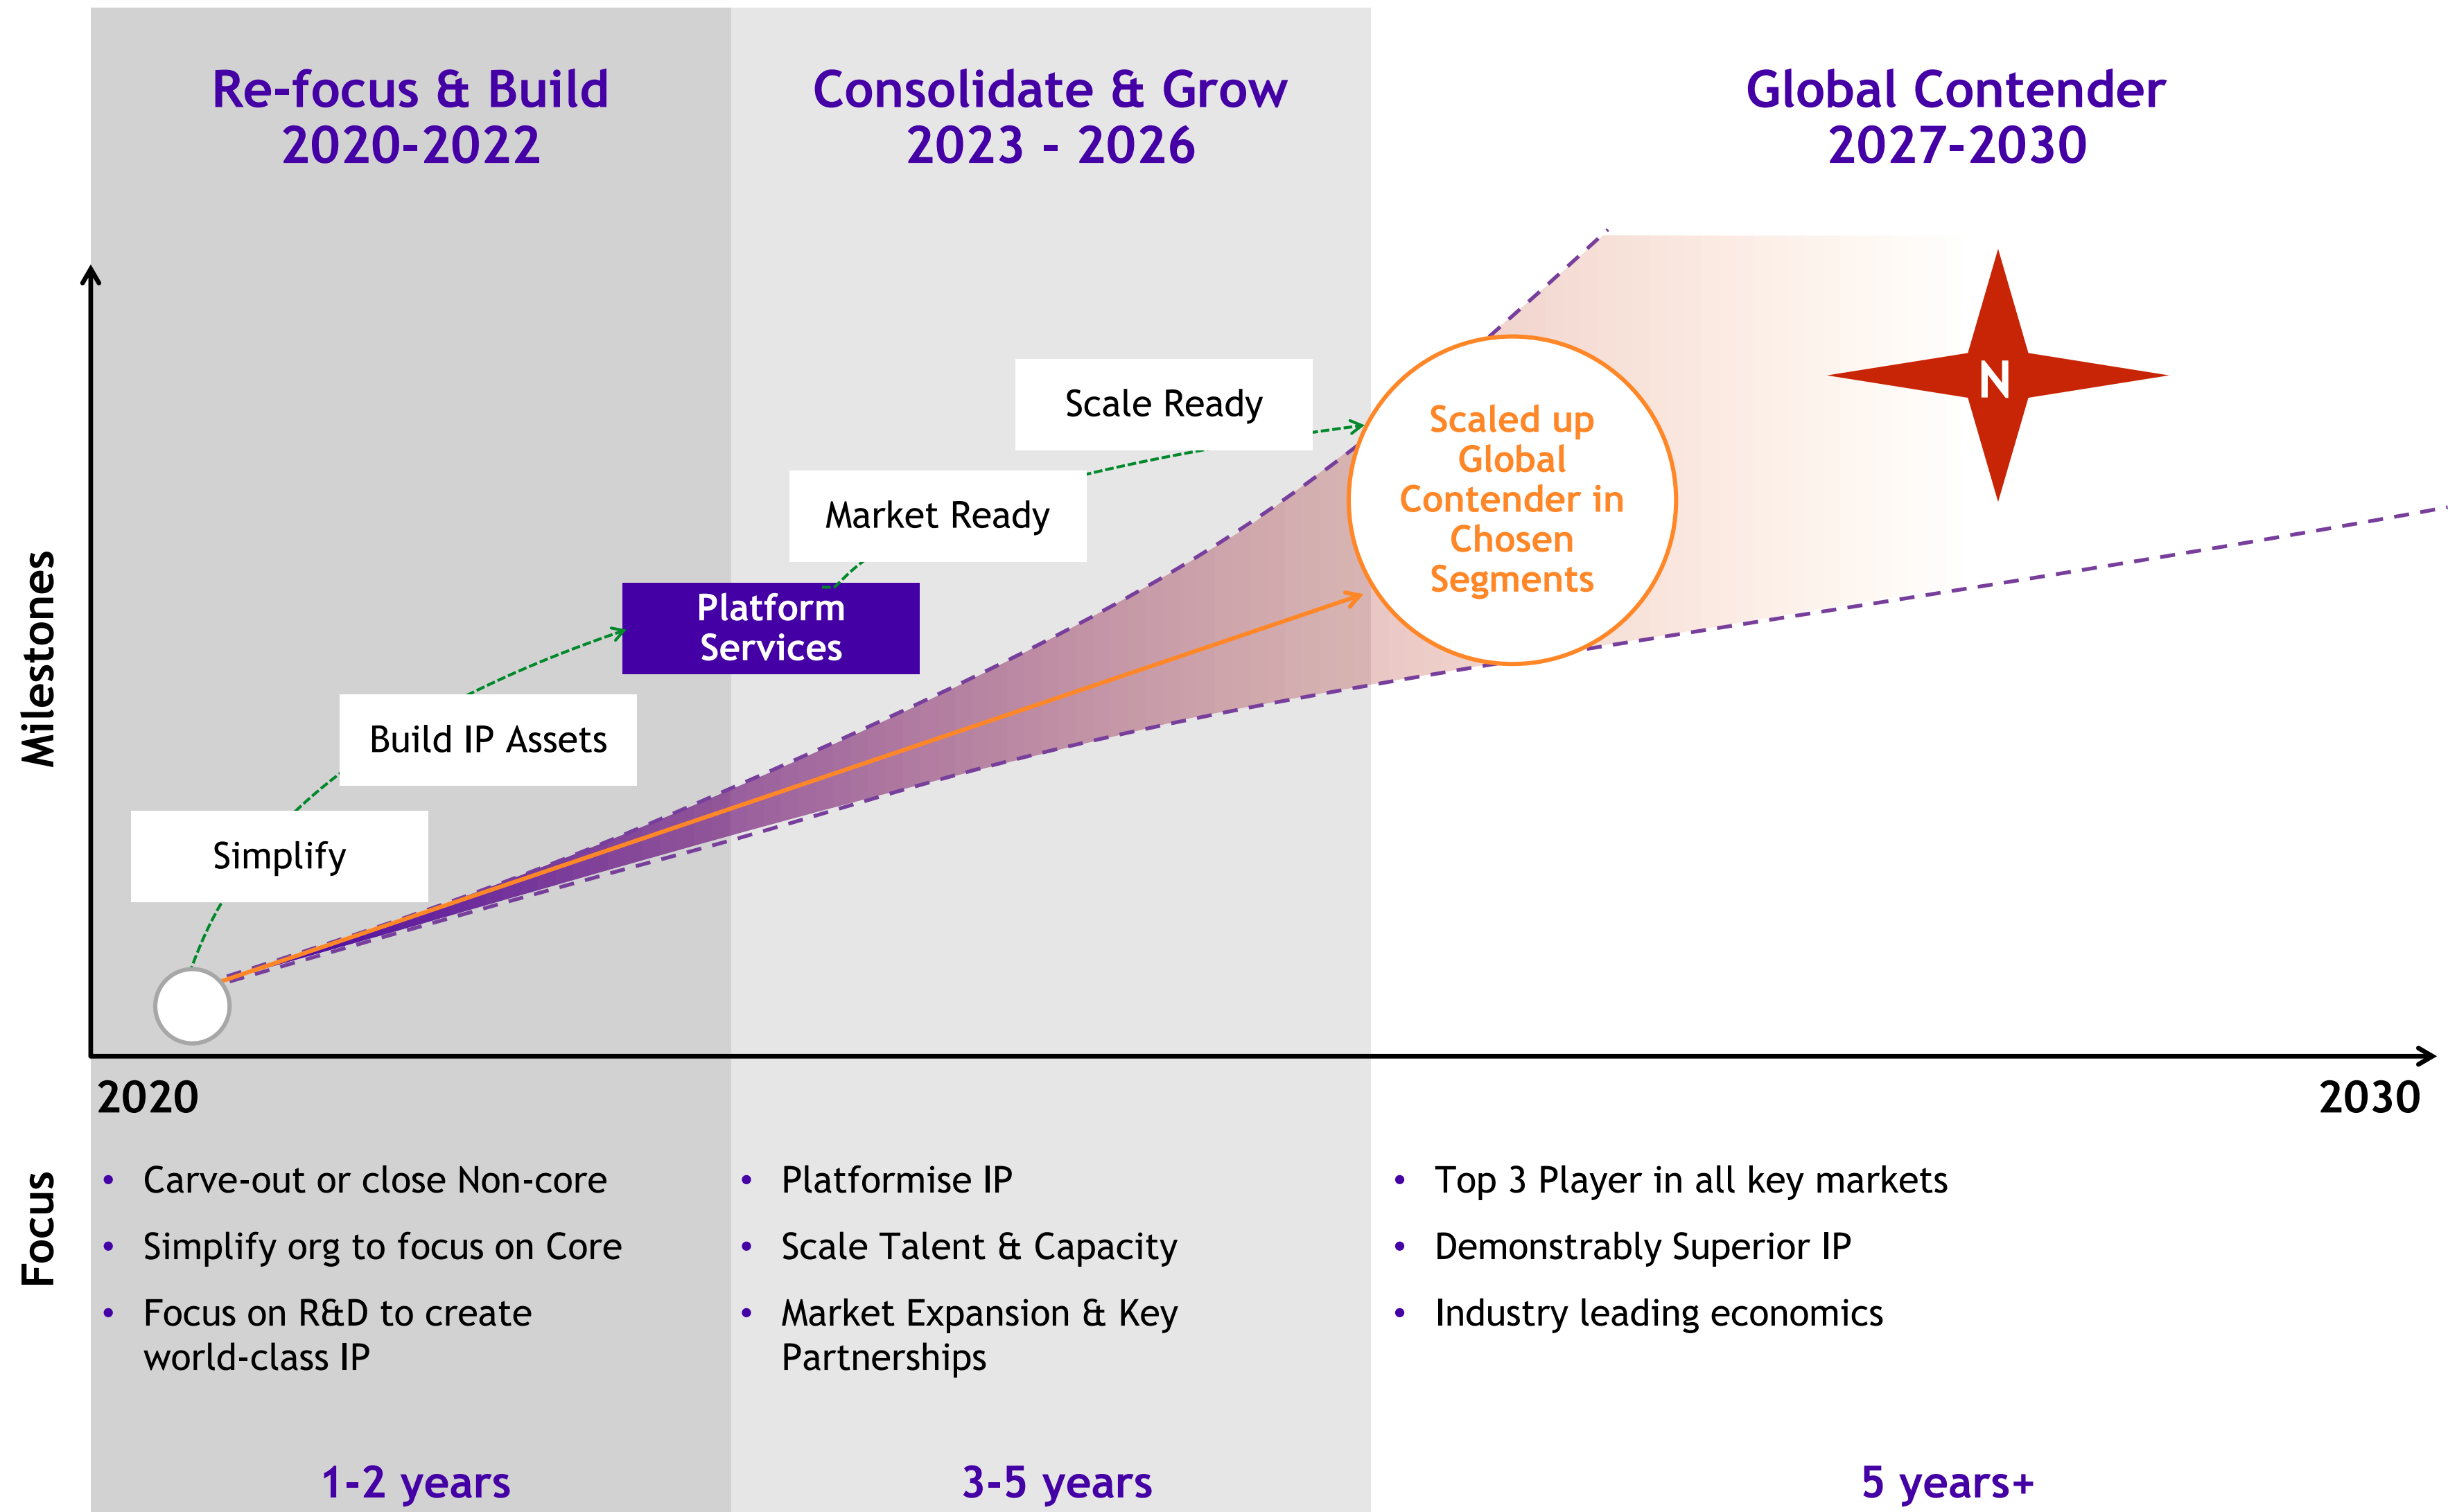 Re-focus & Build
2020-2022
Consolidate & Grow
2023 - 2026
Global Contender
2027-2030
Milestones
Scale Ready
Market Ready
Platform
Services
Build IP Assets
Simplify
Scaled up
Global
Contender in
Chosen
Segments
N
2020
2030
Focus
• Carve-out or close Non-core
• Simplify org to focus on Core
• Focus on R&D to create
world-class IP
• Platformise IP
• Scale Talent & Capacity
• Market Expansion & Key
Partnerships
• Top 3 Player in all key markets
• Demonstrably Superior IP
• Industry leading economics
1-2 years
3-5 years
5 years+